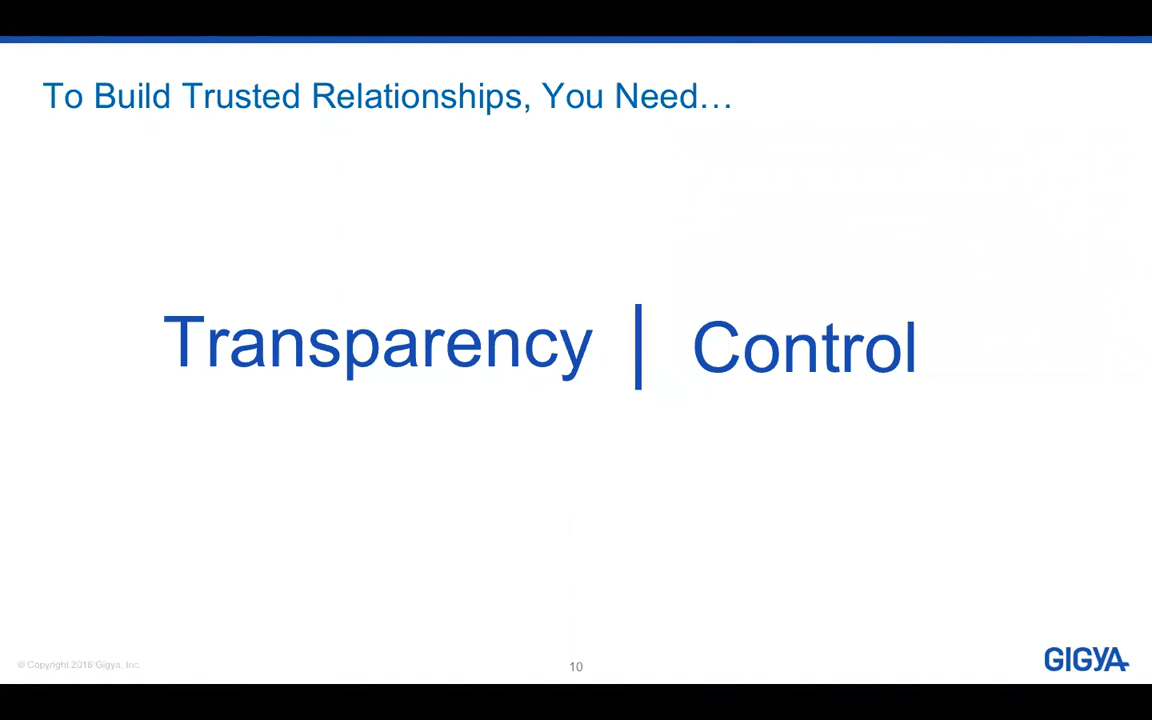 To Build Trusted Relationships, You Need…
Transparency | Control
© Copyright 2016 Gigya, Inc.
10
GIGYA